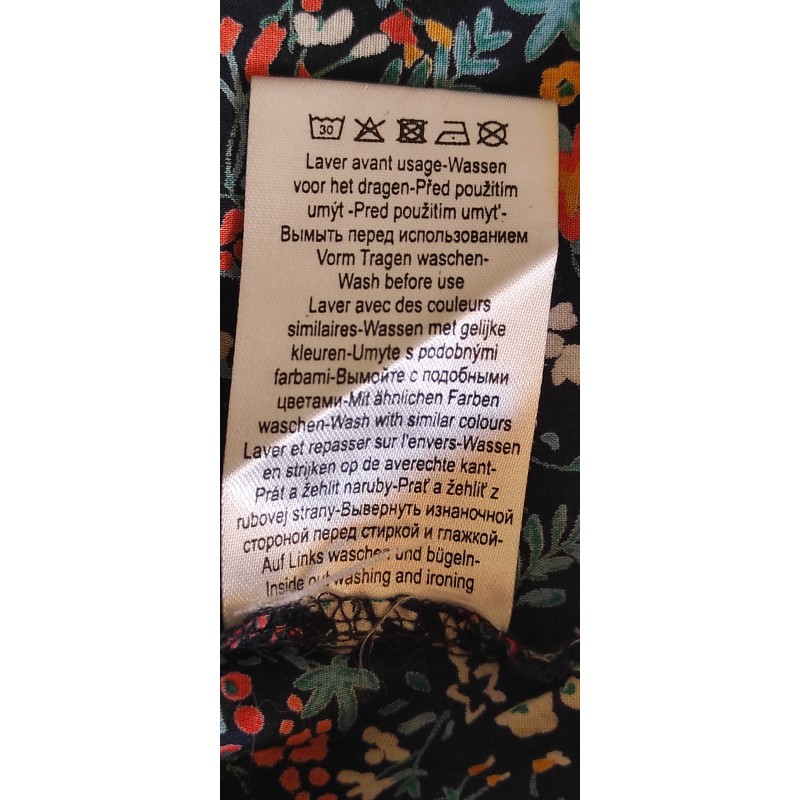 30
Laver avant usage-Wassen
voor het dragen-Před použitím
umýt -Pred použitím umyť-
Вымыть перед использованием
Vorm Tragen waschen-
Wash before use
Laver avec des couleurs
similaires-Wassen met gelijke
kleuren-Umyte s podobnými
farbami-Вымойте с подобными
цветами-Mit ähnlichen Farben
waschen-Wash with similar colours
Laver et repasser sur l'envers-Wassen
en strijken op de averechte kant-
Prát a žehlit naruby-Prať a žehliť z
rubovej strany-Вывернуть изнаночной
стороной перед стиркой и глажкой-
Auf Links waschen und bügeln-
Inside out washing and ironing